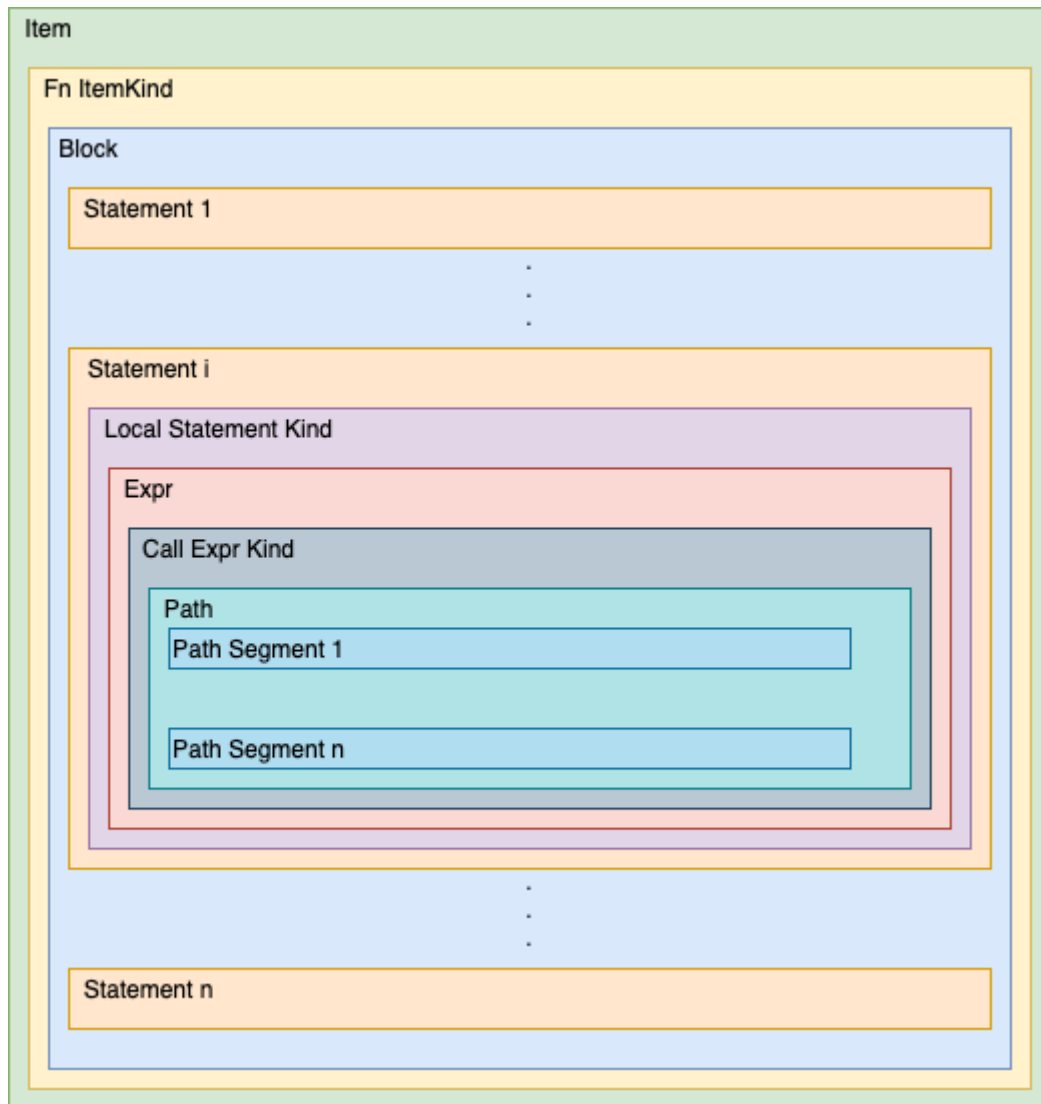 Item
Fn ItemKind
Block
Statement 1
.
.
.
Statement i
Local Statement Kind
Expr
Call Expr Kind
Path
Path Segment 1
Path Segment n
.
.
.
Statement n